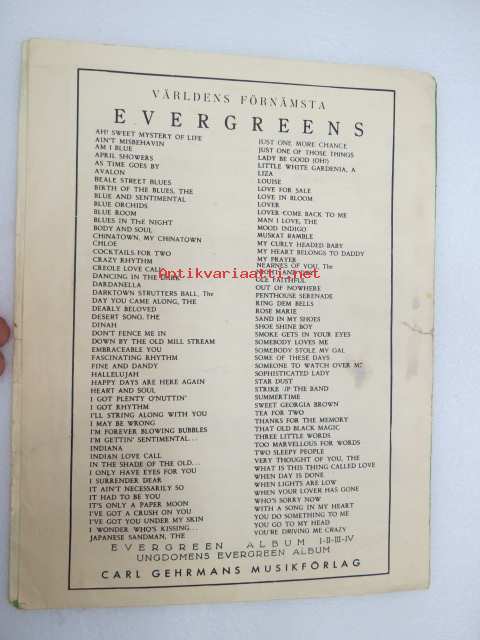 VÄRLDENS FÖRNÄMSTA
EVERGREENS
AH! SWEET MYSTERY OF LIFE
AIN'T MISBEHAVIN
AM I BLUE
APRIL SHOWERS
AS TIME GOES BY
AVALON
BEALE STREET BLUES
BIRTH OF THE BLUES, THE
BLUE AND SENTIMENTAL
BLUE ORCHIDS
BLUE ROOM
BLUES IN THE NIGHT
BODY AND SOUL
CHINATOWN, MY CHINATOWN
CHLOE
COCKTAILS FOR TWO
CRAZY RHYTHM
CREOLE LOVE CALL
DANCING IN THE DARK
DARDANELLA
DARKTOWN STRUTTERS BALL, The
DAY YOU CAME ALONG, THE
DEARLY BELOVED
DESERT SONG, THE
DINAH
DON'T FENCE ME IN
DOWN BY THE OLD MILL STREAM
EMBRACEABLE YOU
FASCINATING RHYTHM
FINE AND DANDY
HALLELUJAH
HAPPY DAYS ARE HERE AGAIN
HEART AND SOUL
I GOT PLENTY O'NUTTIN'
I GOT RHYTHM
I'LL STRING ALONG WITH YOU
I MAY BE WRONG
I'M FOREVER BLOWING BUBBLES
I'M GETTIN' SENTIMENTAL...
INDIANA
INDIAN LOVE CALL
IN THE SHADE OF THE OLD...
I ONLY HAVE EYES FOR YOU
I SURRENDER DEAR
IT AIN'T NECESSARILY SO
IT HAD TO BE YOU
IT'S ONLY A PAPER MOON
I'VE GOT A CRUSH ON YOU
I'VE GOT YOU UNDER MY SKIN
I WONDER WHO'S KISSING...
JAPANESE SANDMAN, THE
JUST ONE MORE CHANCE
JUST ONE OF THOSE THINGS
LADY BE GOOD (OH!)
LITTLE WHITE GARDENIA, A
LIZA
LOUISE
LOVE FOR SALE
LOVE IN BLOOM
LOVER
LOVER COME BACK TO ME
MAN I LOVE, THE
MOOD INDIGO
MUSKAT RAMBLE
MY CURLY HEADED BABY
MY HEART BELONGS TO DADDY
MY PRAYER
NEARNES OF YOU, The
NIGHT AND DAY
OLE FAITHFUL
OUT OF NOWHERE
PENTHOUSE SERENADE
RING DEM BELLS
ROSE MARIE
SAND IN MY SHOES
SHOE SHINE BOY
SMOKE GETS IN YOUR EYES
SOMEBODY LOVES ME
SOMEBODY STOLE MY GAL
SOME OF THESE DAYS
SOMEONE TO WATCH OVER ME
SOPHISTICATED LADY
STAR DUST
STRIKE UP THE BAND
SUMMERTIME
SWEET GEORGIA BROWN
TEA FOR TWO
THANKS FOR THE MEMORY
THAT OLD BLACK MAGIC
THREE LITTLE WORDS
TOO MARVELLOUS FOR WORDS
TWO SLEEPY PEOPLE
VERY THOUGHT OF YOU, THE
WHAT IS THIS THING CALLED LOVE
WHEN DAY IS DONE
WHEN LIGHTS ARE LOW
WHEN YOUR LOVER HAS GONE
WHO'S SORRY NOW
WITH A SONG IN MY HEART
YOU DO SOMETHING TO ME
YOU GO TO MY HEAD
YOU'RE DRIVING ME CRAZY
EVERGREEN ALBUM I-II-III-IV
UNGDOMENS EVERGREEN ALBUM
CARL GEHRMANS MUSIKFÖRLAG
Antikvariaatti.net